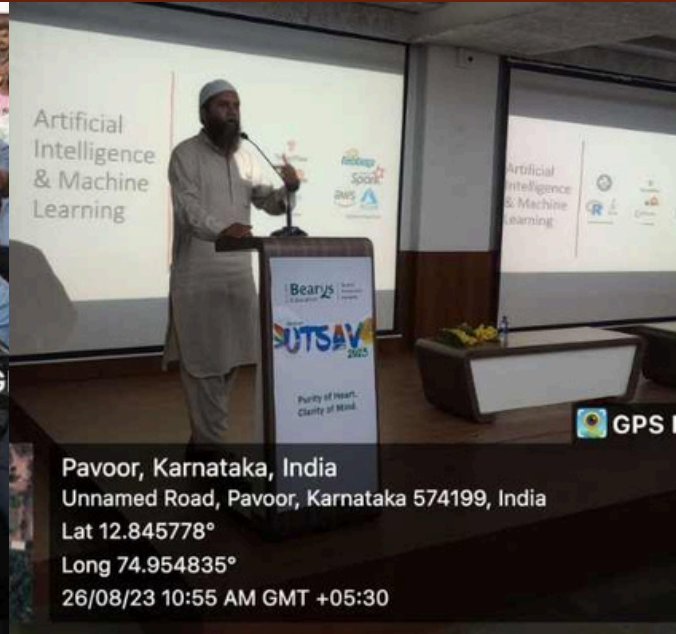 Artificial
Intelligence
& Machine
Learning
Spark
aws
Artificial
Intelligence
& Machine
Learning
R
Bearys
UTSAV
2023
Purity of Heart.
Clarity of Mind.
GPS
Pavoor, Karnataka, India
Unnamed Road, Pavoor, Karnataka 574199, India
Lat 12.845778°
Long 74.954835°
26/08/23 10:55 AM GMT +05:30